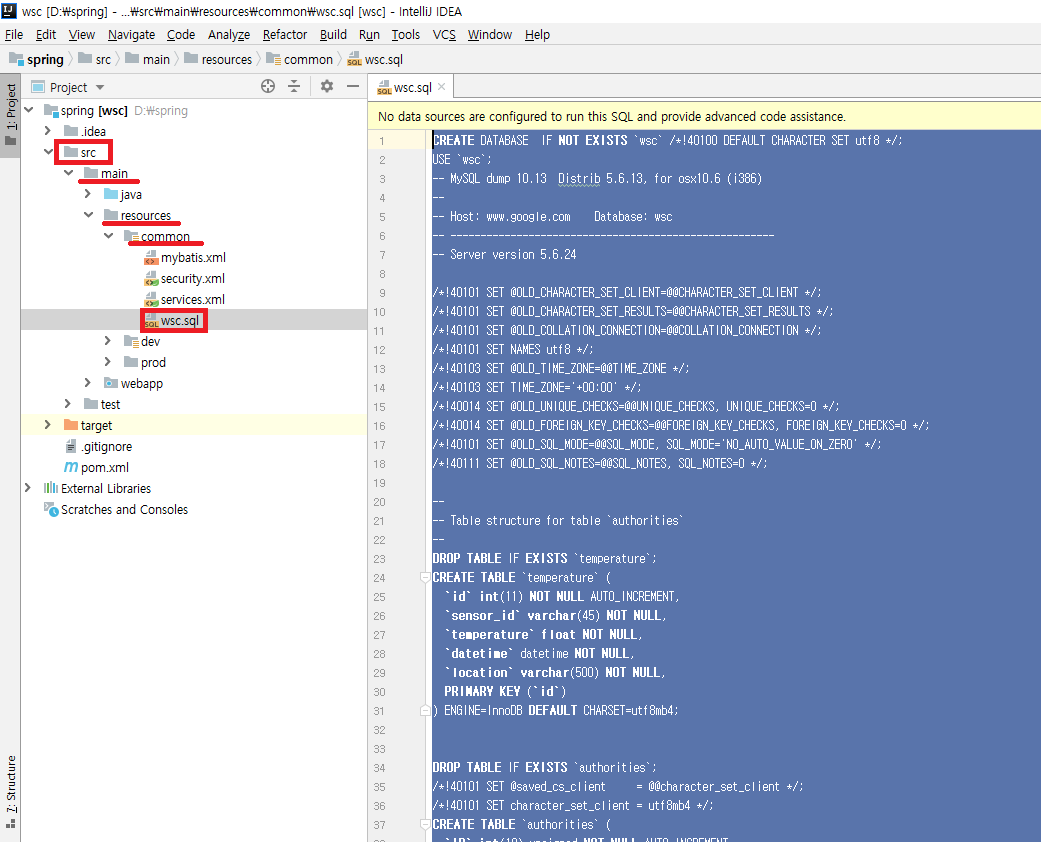 wsc [D:₩spring] - ...₩src₩main₩resources₩common₩wsc.sql [wsc] - IntelliJ IDEA
File Edit View Navigate Code Analyze Refactor Build Run Tools VCS Window Help
spring src main resources common wsc.sql
1: Project
Project
wsc.sql
spring [wsc] D:₩spring
.idea
src
main
java
resources
common
mybatis.xml
security.xml
services.xml
SQL wsc.sql
dev
prod
webapp
test
target
.gitignore
m pom.xml
External Libraries
Scratches and Consoles
7: Structure
No data sources are configured to run this SQL and provide advanced code assistance.
1 CREATE DATABASE  IF NOT EXISTS `wsc` /*!40100 DEFAULT CHARACTER SET utf8 */;
2 USE `wsc`;
3 -- MySQL dump 10.13  Distrib 5.6.13, for osx10.6 (i386)
4 --
5 -- Host: www.google.com    Database: wsc
6 -- ------------------------------------------------------
7 -- Server version 5.6.24
8
9 /*!40101 SET @OLD_CHARACTER_SET_CLIENT=@@CHARACTER_SET_CLIENT */;
10 /*!40101 SET @OLD_CHARACTER_SET_RESULTS=@@CHARACTER_SET_RESULTS */;
11 /*!40101 SET @OLD_COLLATION_CONNECTION=@@COLLATION_CONNECTION */;
12 /*!40101 SET NAMES utf8 */;
13 /*!40103 SET @OLD_TIME_ZONE=@@TIME_ZONE */;
14 /*!40103 SET TIME_ZONE='+00:00' */;
15 /*!40014 SET @OLD_UNIQUE_CHECKS=@@UNIQUE_CHECKS, UNIQUE_CHECKS=0 */;
16 /*!40014 SET @OLD_FOREIGN_KEY_CHECKS=@@FOREIGN_KEY_CHECKS, FOREIGN_KEY_CHECKS=0 */;
17 /*!40101 SET @OLD_SQL_MODE=@@SQL_MODE, SQL_MODE='NO_AUTO_VALUE_ON_ZERO' */;
18 /*!40111 SET @OLD_SQL_NOTES=@@SQL_NOTES, SQL_NOTES=0 */;
19
20 --
21 -- Table structure for table `authorities`
22 --
23 DROP TABLE IF EXISTS `temperature`;
24 CREATE TABLE `temperature` (
25 `id` int(11) NOT NULL AUTO_INCREMENT,
26 `sensor_id` varchar(45) NOT NULL,
27 `temperature` float NOT NULL,
28 `datetime` datetime NOT NULL,
29 `location` varchar(500) NOT NULL,
30 PRIMARY KEY (`id`)
31 ) ENGINE=InnoDB DEFAULT CHARSET=utf8mb4;
32
33
34 DROP TABLE IF EXISTS `authorities`;
35 /*!40101 SET @saved_cs_client     = @@character_set_client */;
36 /*!40101 SET character_set_client = utf8mb4 */;
37 CREATE TABLE `authorities` (